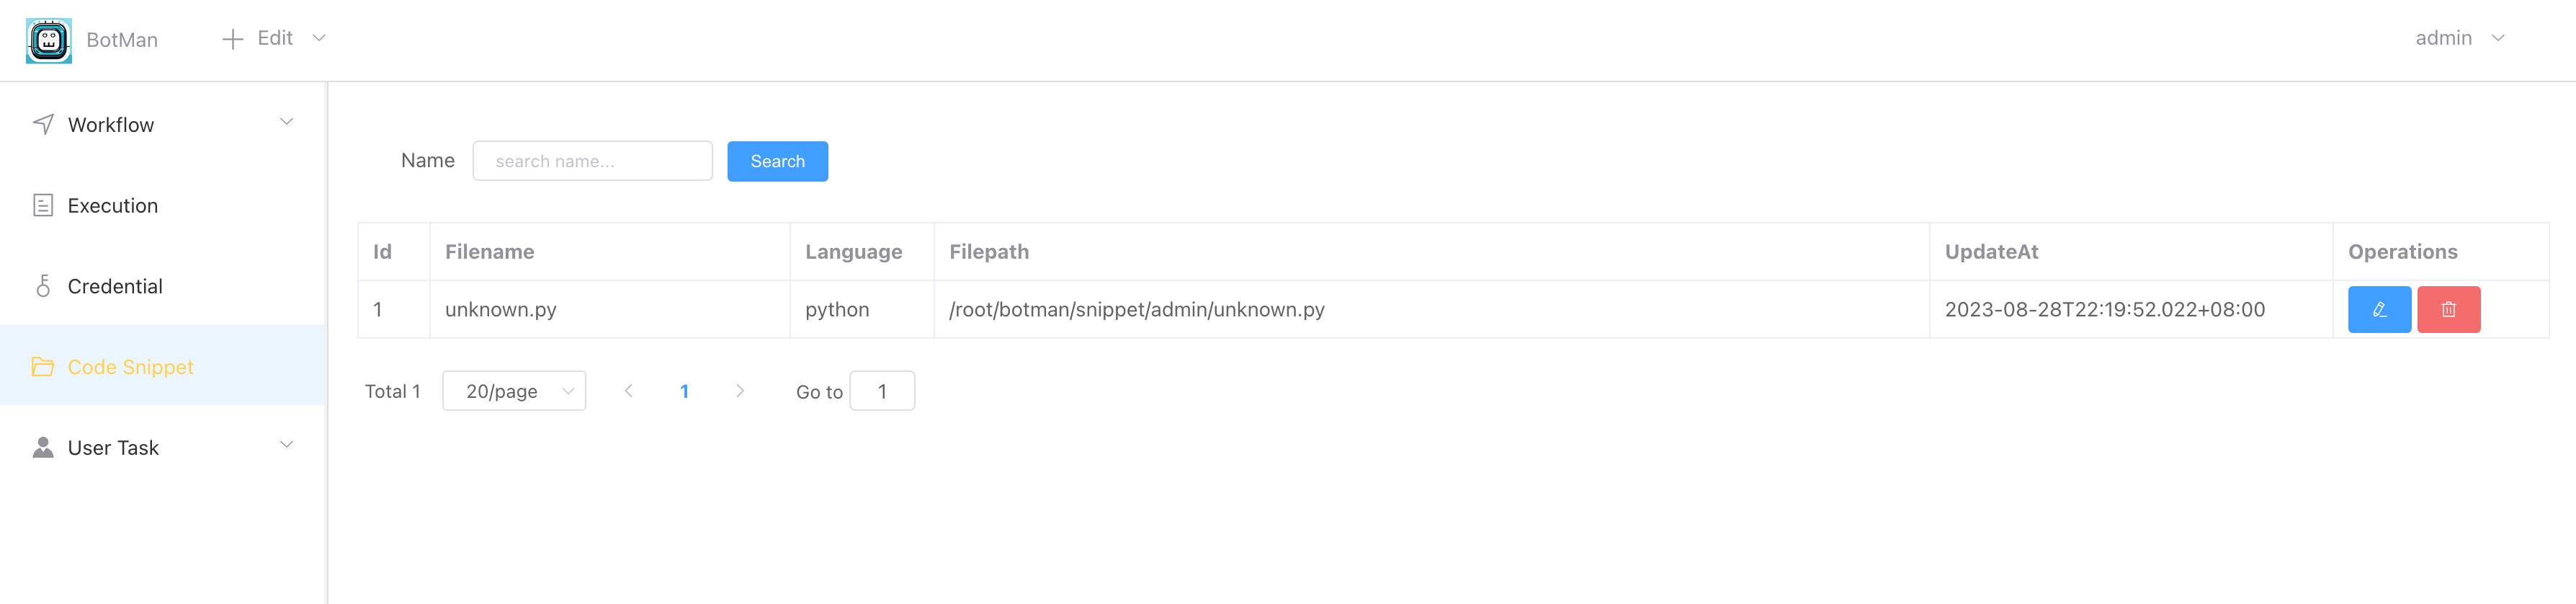 BotMan
Edit
admin
Workflow
Execution
Credential
Code Snippet
User Task
Name search name... Search
Id Filename Language Filepath UpdateAt Operations
1 unknown.py python /root/botman/snippet/admin/unknown.py 2023-08-28T22:19:52.022+08:00
Total 1 20/page 1 Go to 1